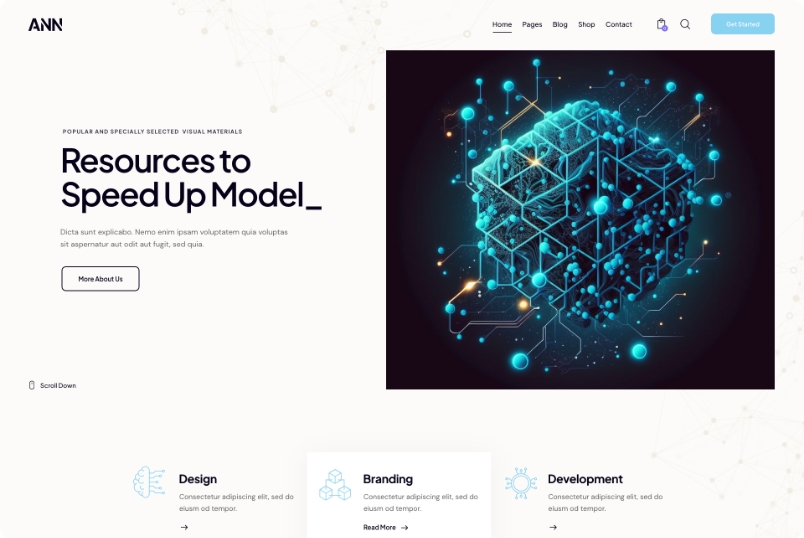 ANN
Home Pages Blog Shop Contact
0
Get Started
POPULAR AND SPECIALLY SELECTED VISUAL MATERIALS
Resources to
Speed Up Model_
Dicta sunt explicabo. Nemo enim ipsam voluptatem quia voluptas
sit aspernatur aut odit aut fugit, sed quia.
More About Us
Scroll Down
Design
Consectetur adipiscing elit, sed do
eiusm od tempor.
Branding
Consectetur adipiscing elit, sed do
eiusm od tempor.
Read More
Development
Consectetur adipiscing elit, sed do
eiusm od tempor.